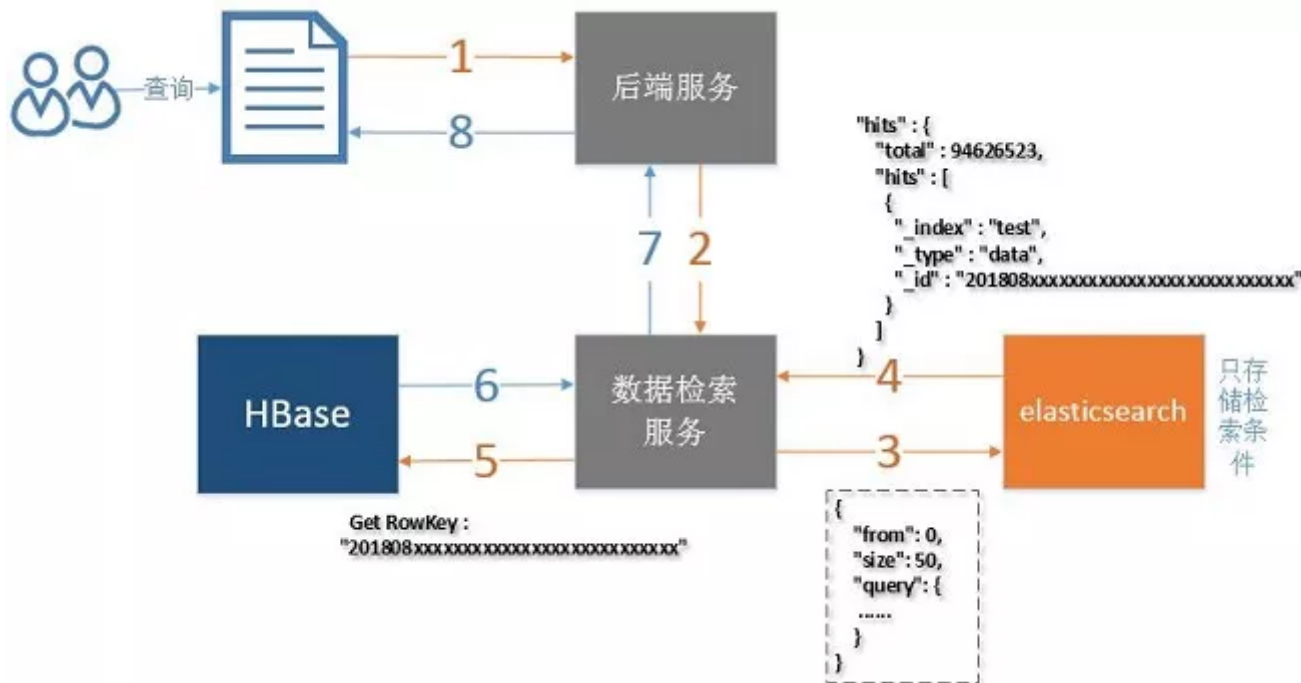 查询
1
8
后端服务
7
2
"hits" : {
"total" : 94626523,
"hits" : [
{
"_index" : "test",
"_type" : "data",
"_id" : "201808xxxxxxxxxxxxxxxxxxxxxxxxxx"
}
]
}
HBase
6
5
数据检索
服务
4
3
elasticsearch
只存
储检
索条
件
Get RowKey :
"201808xxxxxxxxxxxxxxxxxxxxxxxxxx"
{
"from": 0,
"size": 50,
"query": {
......
}
}